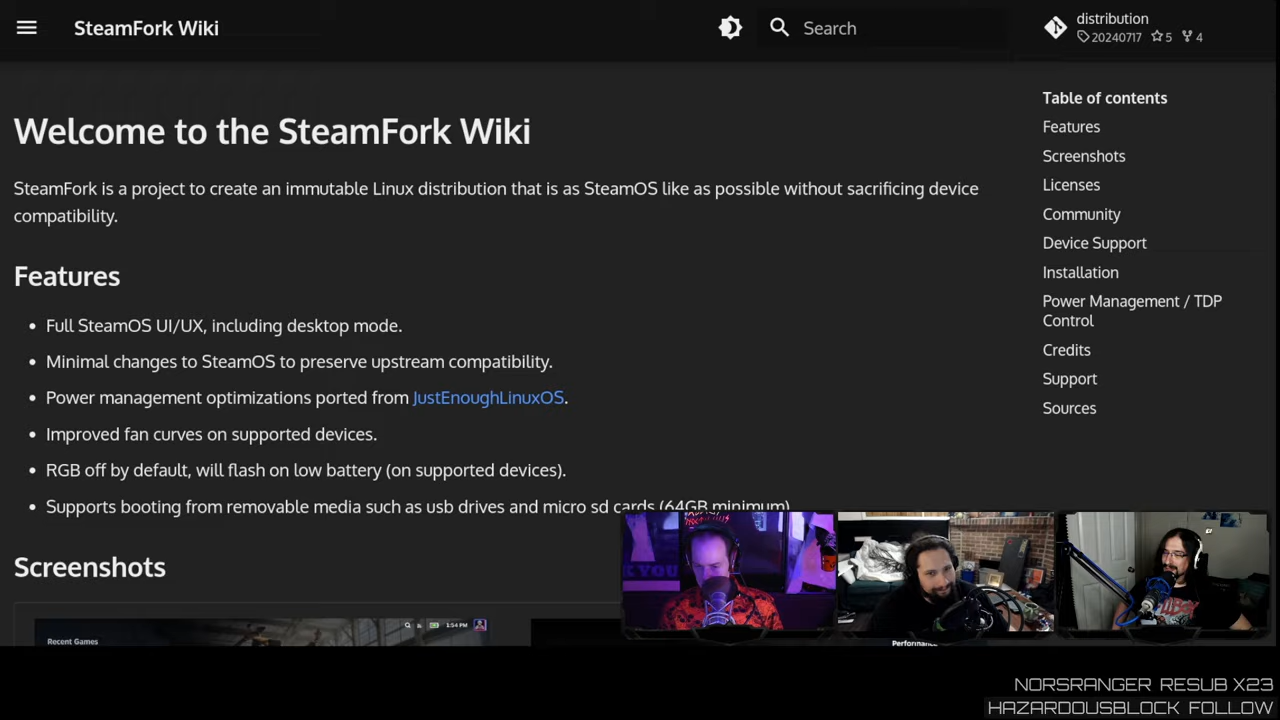 SteamFork Wiki
Search
distribution
20240717 5 4
Welcome to the SteamFork Wiki
SteamFork is a project to create an immutable Linux distribution that is as SteamOS like as possible without sacrificing device
compatibility.
Features
Full SteamOS UI/UX, including desktop mode.
Minimal changes to SteamOS to preserve upstream compatibility.
Power management optimizations ported from JustEnoughLinuxOS.
Improved fan curves on supported devices.
RGB off by default, will flash on low battery (on supported devices).
Supports booting from removable media such as usb drives and micro sd cards (64GB minimum)
Screenshots
Recent Games
1:54 PM
Table of contents
Features
Screenshots
Licenses
Community
Device Support
Installation
Power Management / TDP
Control
Credits
Support
Sources
Performance
NORSRANGER RESUB X23
HAZARDOUSBLOCK FOLLOW